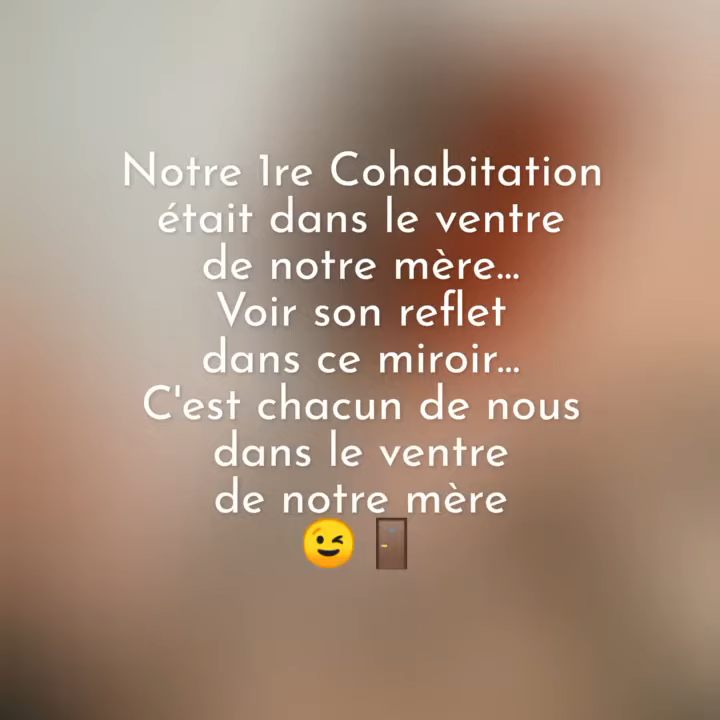 Notre 1re Cohabitation
était dans le ventre
de notre mère...
Voir son reflet
dans ce miroir...
C'est chacun de nous
dans le ventre
de notre mère
😉 🚪